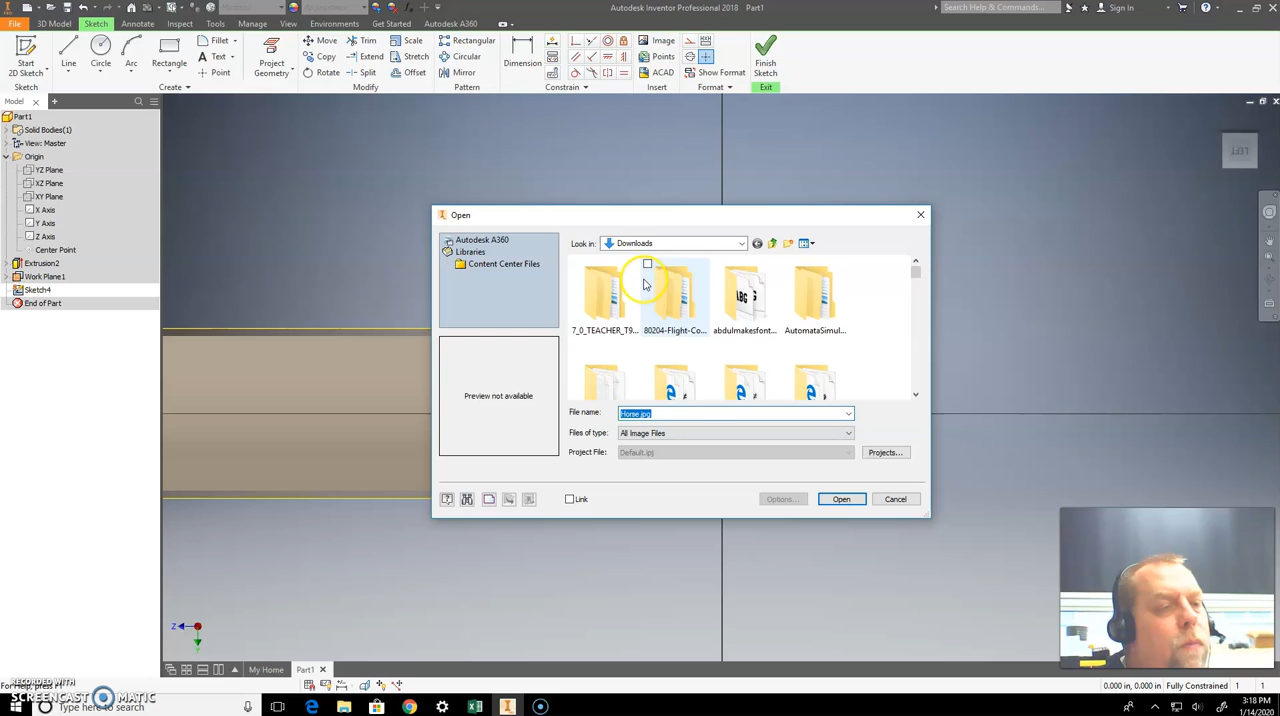 Autodesk Inventor Professional 2018 Part1
Search Help & Commands...
Sign In
File 3D Model Sketch Annotate Inspect Tools Manage View Environments Get Started Autodesk A360
Start
2D Sketch
Line
Circle
Arc
Rectangle
Fillet
Text
Point
Project
Geometry
Move
Copy
Rotate
Trim
Extend
Split
Scale
Stretch
Offset
Rectangular
Circular
Mirror
Dimension
Image
Points
ACAD
Show Format
Finish
Sketch
Sketch Create Modify Pattern Constrain Insert Format Exit
Model
Part1
Solid Bodies(1)
View: Master
Origin
YZ Plane
XZ Plane
XY Plane
X Axis
Y Axis
Z Axis
Center Point
Extrusion2
Work Plane1
Sketch4
End of Part
LEFT
Open
Autodesk A360
Libraries
Content Center Files
Preview not available
Look in: Downloads
7_0_TEACHER_T9... 80204-Flight-Co... abdulmakesfont... AutomataSimul...
File name: Horse.jpg
Files of type: All Image Files
Project File: Default.ipj
Projects...
Link
Options... Open Cancel
Z
Y
My Home Part1
For Help, press F1
0.000 in, 0.000 in Fully Constrained 1 1
RECORDED WITH
SCREENCAST MATIC
Type here to search
3:18 PM
1/14/2020